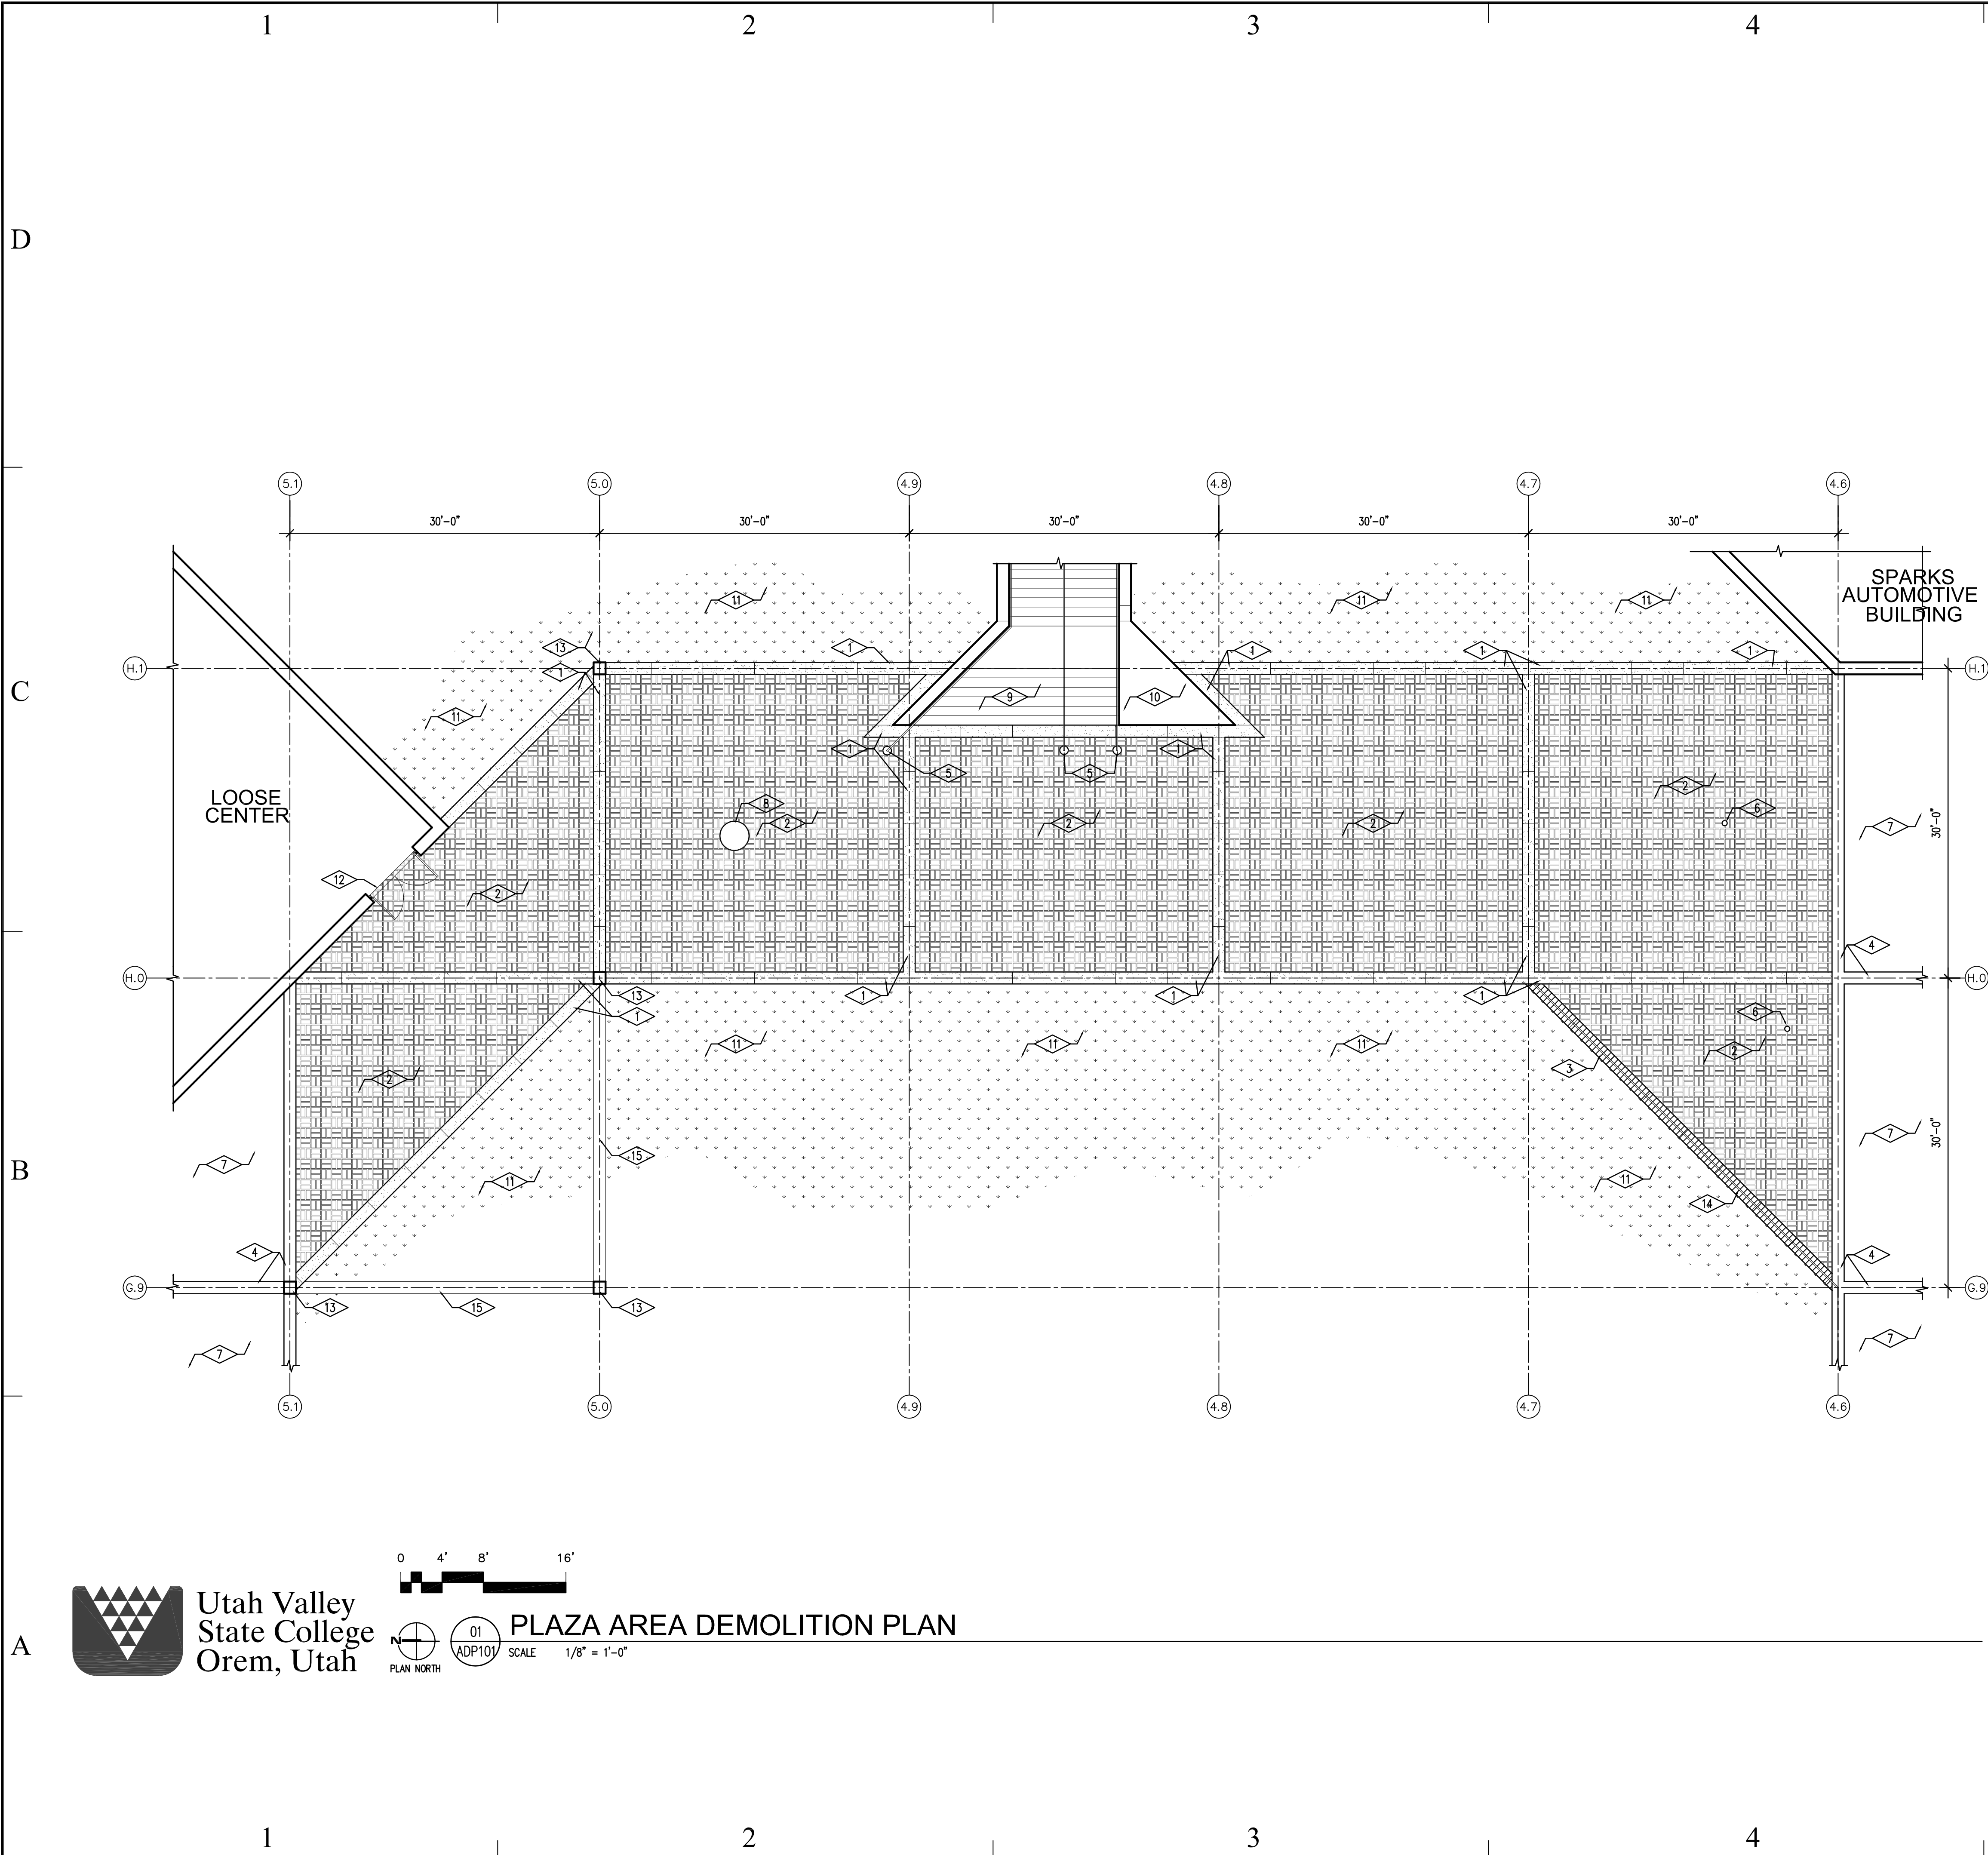 1 2 3 4
D
5.1 5.0 4.9 4.8 4.7 4.6
30'-0" 30'-0" 30'-0" 30'-0" 30'-0"
SPARKS
AUTOMOTIVE
BUILDING
11 11 11
13 1 1 1 1
H.1 1 H.1
C
9 10
11
1 1
5 5
LOOSE
CENTER
2 6
8
2 2 2
7 30'-0"
12
2
4
H.0 H.0
13 1 1 1
1
6
11 11 11 2
3
2
7 30'-0"
15
7
B
11 11
14
4 4
G.9 G.9
13 15 13
7 7
5.1 5.0 4.9 4.8 4.7 4.6
0 4' 8' 16'
Utah Valley
State College
Orem, Utah
N
PLAN NORTH
01
ADP101
PLAZA AREA DEMOLITION PLAN
SCALE 1/8" = 1'-0"
A
1 2 3 4